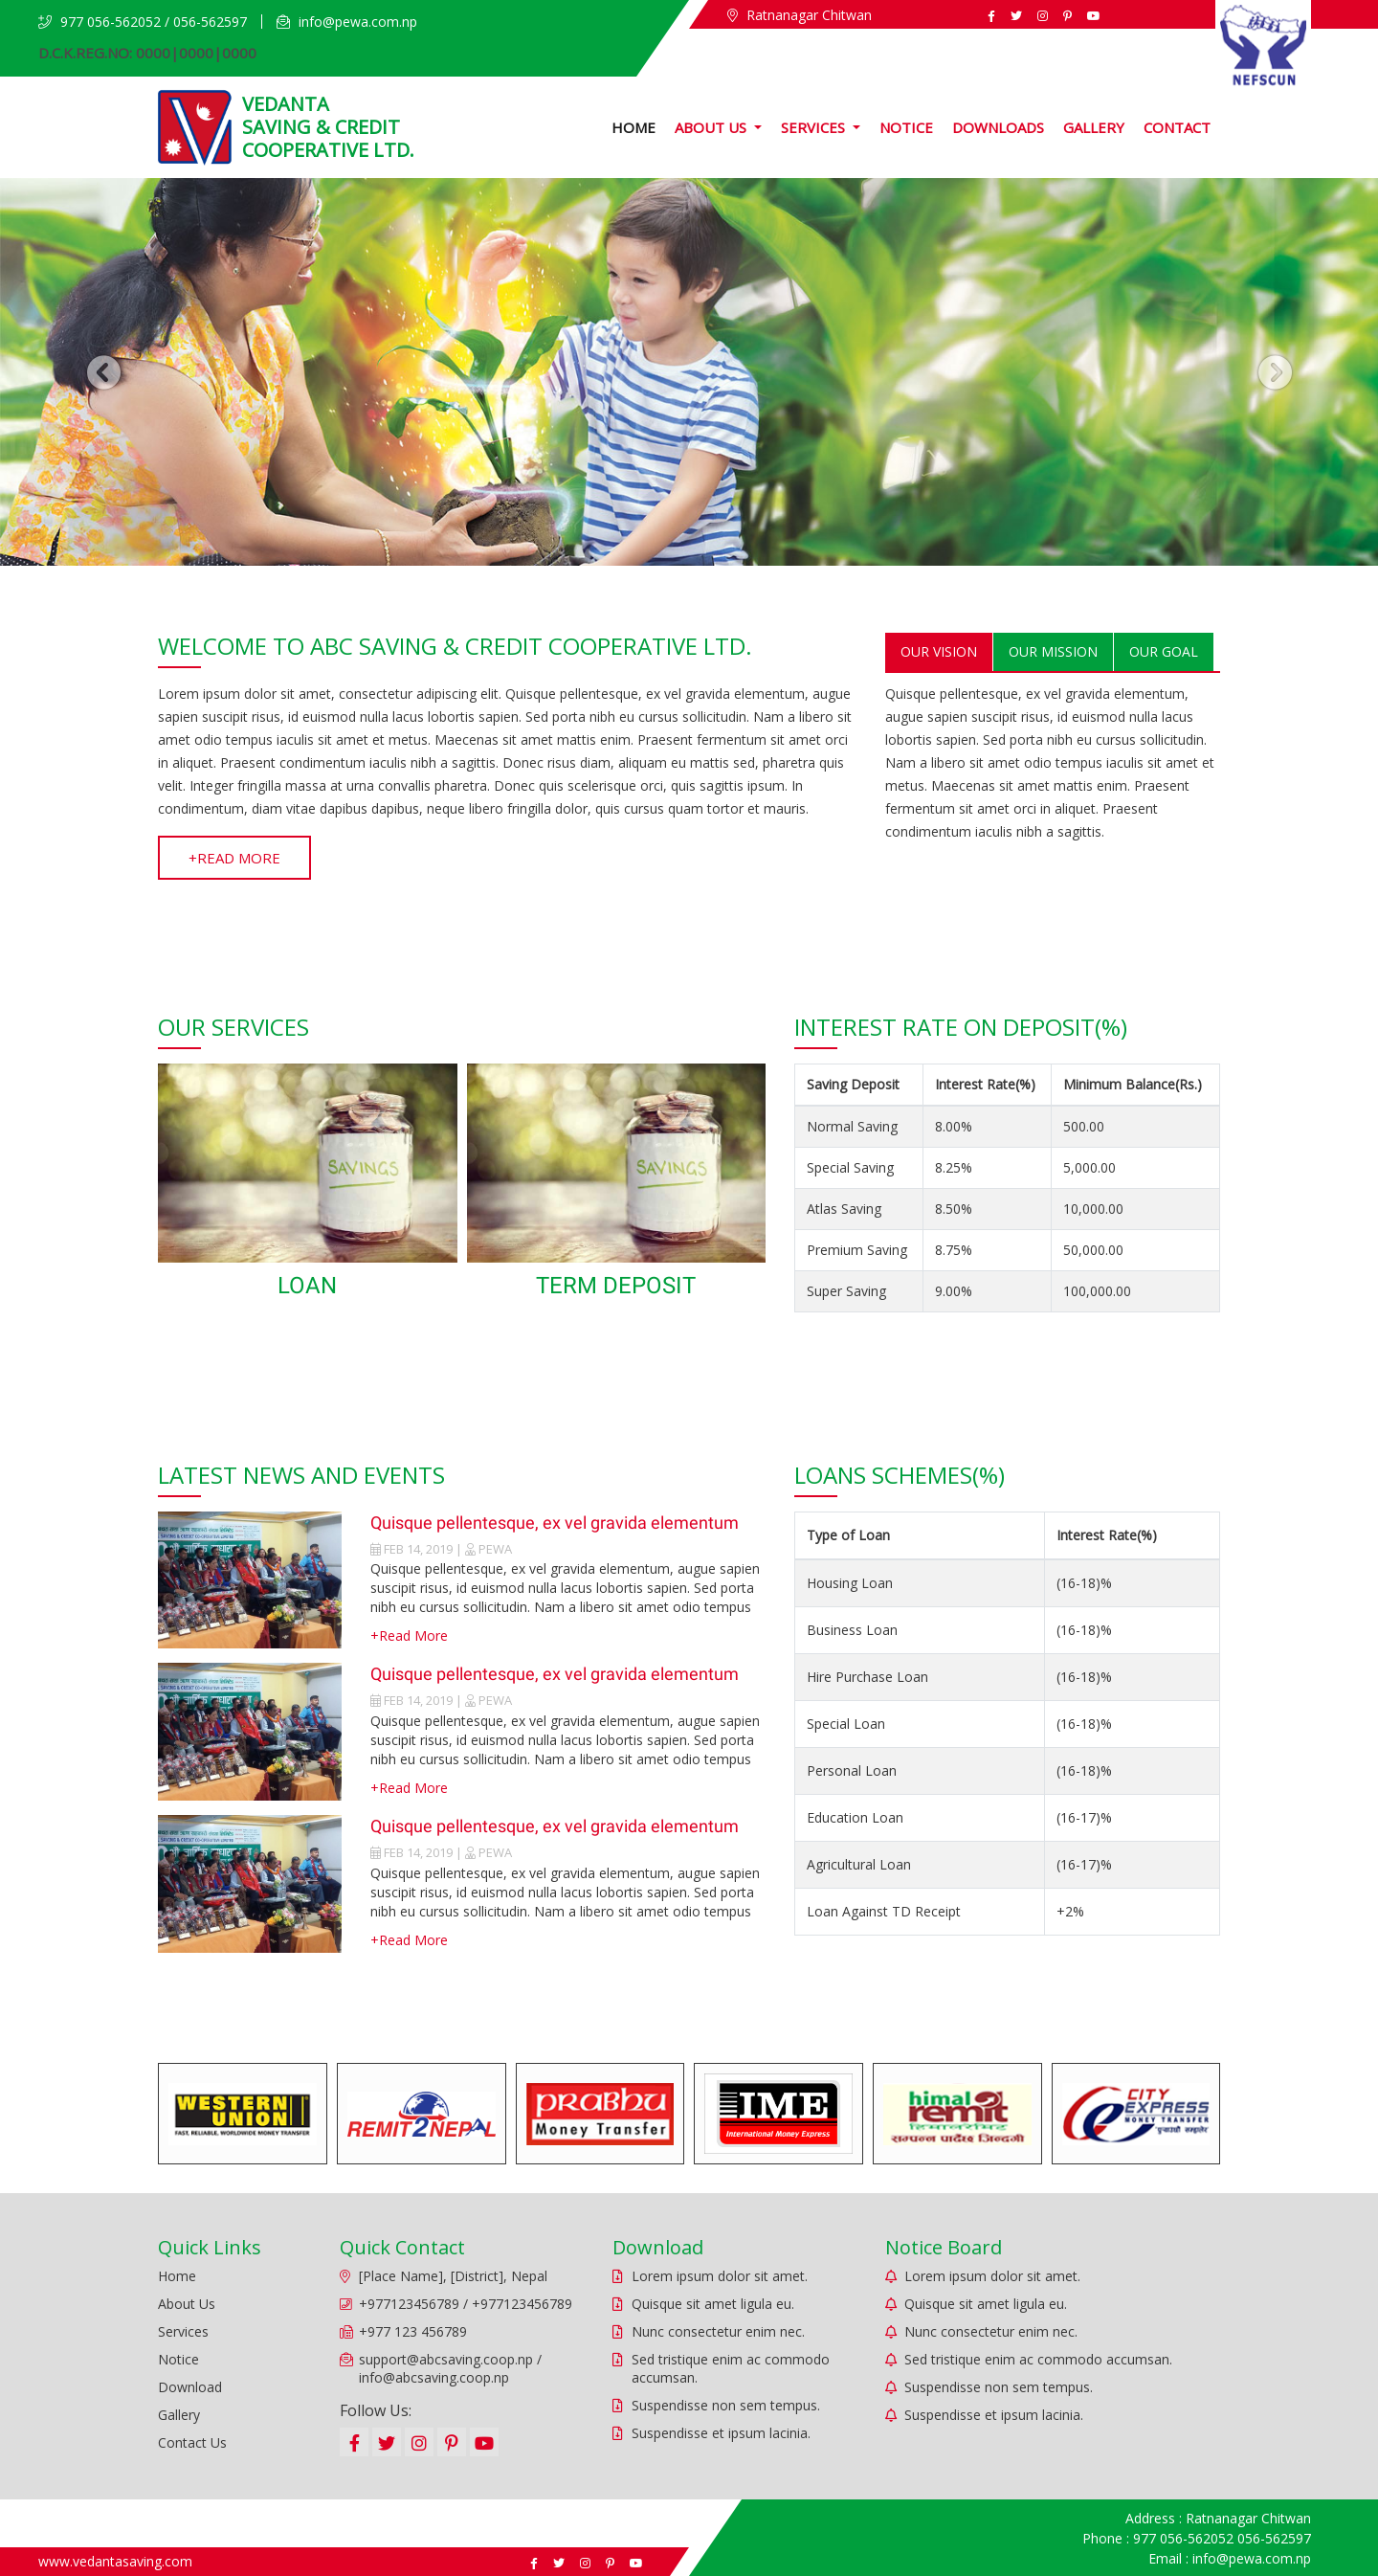 977 056-562052 / 056-562597 | info@pewa.com.np
D.C.K.REG.NO: 0000|0000|0000
Ratnanagar Chitwan
NEFSCUN
VEDANTA
SAVING & CREDIT
COOPERATIVE LTD.
HOME ABOUT US SERVICES NOTICE DOWNLOADS GALLERY CONTACT
WELCOME TO ABC SAVING & CREDIT COOPERATIVE LTD.
Lorem ipsum dolor sit amet, consectetur adipiscing elit. Quisque pellentesque, ex vel gravida elementum, augue
sapien suscipit risus, id euismod nulla lacus lobortis sapien. Sed porta nibh eu cursus sollicitudin. Nam a libero sit
amet odio tempus iaculis sit amet et metus. Maecenas sit amet mattis enim. Praesent fermentum sit amet orci
in aliquet. Praesent condimentum iaculis nibh a sagittis. Donec risus diam, aliquam eu mattis sed, pharetra quis
velit. Integer fringilla massa at urna convallis pharetra. Donec quis scelerisque orci, quis sagittis ipsum. In
condimentum, diam vitae dapibus dapibus, neque libero fringilla dolor, quis cursus quam tortor et mauris.
+READ MORE
OUR VISION OUR MISSION OUR GOAL
Quisque pellentesque, ex vel gravida elementum,
augue sapien suscipit risus, id euismod nulla lacus
lobortis sapien. Sed porta nibh eu cursus sollicitudin.
Nam a libero sit amet odio tempus iaculis sit amet et
metus. Maecenas sit amet mattis enim. Praesent
fermentum sit amet orci in aliquet. Praesent
condimentum iaculis nibh a sagittis.
OUR SERVICES
SAVINGS
SAVINGS
LOAN
TERM DEPOSIT
INTEREST RATE ON DEPOSIT(%)
Saving Deposit Interest Rate(%) Minimum Balance(Rs.)
Normal Saving 8.00% 500.00
Special Saving 8.25% 5,000.00
Atlas Saving 8.50% 10,000.00
Premium Saving 8.75% 50,000.00
Super Saving 9.00% 100,000.00
LATEST NEWS AND EVENTS
Quisque pellentesque, ex vel gravida elementum
FEB 14, 2019 | PEWA
Quisque pellentesque, ex vel gravida elementum, augue sapien
suscipit risus, id euismod nulla lacus lobortis sapien. Sed porta
nibh eu cursus sollicitudin. Nam a libero sit amet odio tempus
+Read More
Quisque pellentesque, ex vel gravida elementum
FEB 14, 2019 | PEWA
Quisque pellentesque, ex vel gravida elementum, augue sapien
suscipit risus, id euismod nulla lacus lobortis sapien. Sed porta
nibh eu cursus sollicitudin. Nam a libero sit amet odio tempus
+Read More
Quisque pellentesque, ex vel gravida elementum
FEB 14, 2019 | PEWA
Quisque pellentesque, ex vel gravida elementum, augue sapien
suscipit risus, id euismod nulla lacus lobortis sapien. Sed porta
nibh eu cursus sollicitudin. Nam a libero sit amet odio tempus
+Read More
LOANS SCHEMES(%)
Type of Loan Interest Rate(%)
Housing Loan (16-18)%
Business Loan (16-18)%
Hire Purchase Loan (16-18)%
Special Loan (16-18)%
Personal Loan (16-18)%
Education Loan (16-17)%
Agricultural Loan (16-17)%
Loan Against TD Receipt +2%
WESTERN
UNION
FAST, RELIABLE, WORLDWIDE MONEY TRANSFER
REMIT2NEPAL
PRABHU
Money Transfer
IME
International Money Express
himal
remit
सम्पन्न पार्दैछ जिन्दगी
CITY
EXPRESS
MONEY TRANSFER
Quick Links
Home
About Us
Services
Notice
Download
Gallery
Contact Us
Quick Contact
[Place Name], [District], Nepal
+977123456789 / +977123456789
+977 123 456789
support@abcsaving.coop.np /
info@abcsaving.coop.np
Follow Us:
Download
Lorem ipsum dolor sit amet.
Quisque sit amet ligula eu.
Nunc consectetur enim nec.
Sed tristique enim ac commodo
accumsan.
Suspendisse non sem tempus.
Suspendisse et ipsum lacinia.
Notice Board
Lorem ipsum dolor sit amet.
Quisque sit amet ligula eu.
Nunc consectetur enim nec.
Sed tristique enim ac commodo accumsan.
Suspendisse non sem tempus.
Suspendisse et ipsum lacinia.
www.vedantasaving.com
Address : Ratnanagar Chitwan
Phone : 977 056-562052 056-562597
Email : info@pewa.com.np